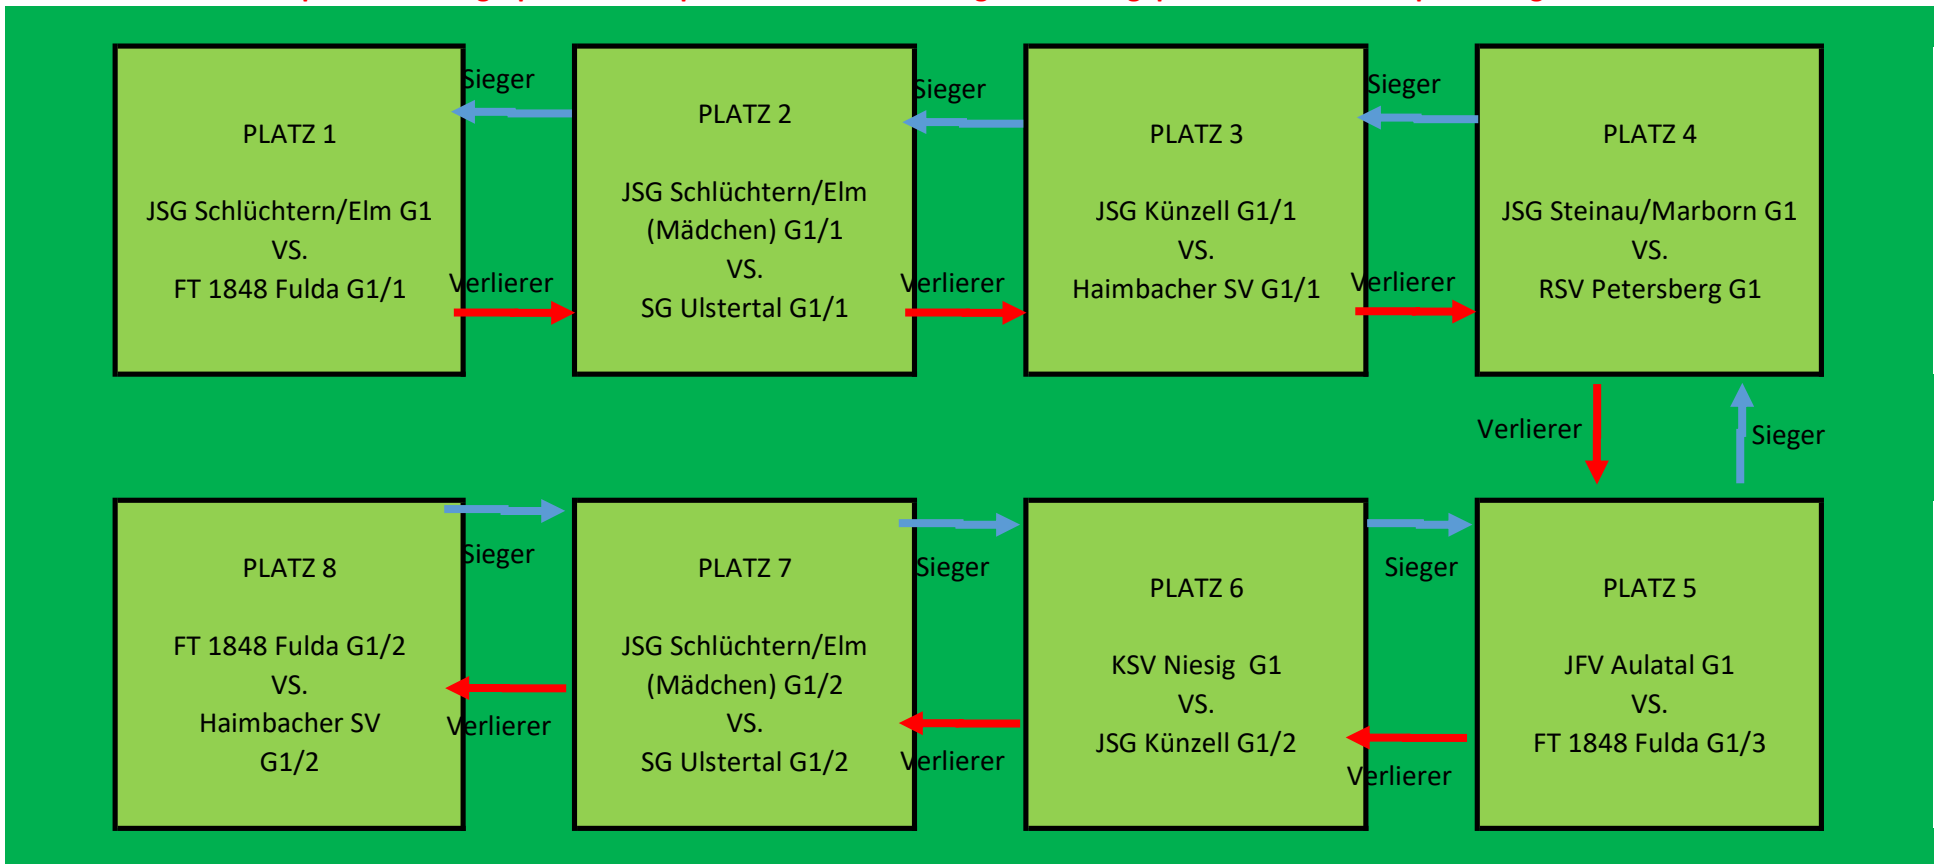 PLATZ 1
JSG Schlüchtern/Elm G1
VS.
FT 1848 Fulda G1/1
Sieger
Verlierer
PLATZ 2
JSG Schlüchtern/Elm
(Mädchen) G1/1
VS.
SG Ulstertal G1/1
Sieger
Verlierer
PLATZ 3
JSG Künzell G1/1
VS.
Haimbacher SV G1/1
Sieger
Verlierer
PLATZ 4
JSG Steinau/Marborn G1
VS.
RSV Petersberg G1
Verlierer
Sieger
PLATZ 8
FT 1848 Fulda G1/2
VS.
Haimbacher SV
G1/2
Sieger
Verlierer
PLATZ 7
JSG Schlüchtern/Elm
(Mädchen) G1/2
VS.
SG Ulstertal G1/2
Sieger
Verlierer
PLATZ 6
KSV Niesig  G1
VS.
JSG Künzell G1/2
Sieger
Verlierer
PLATZ 5
JFV Aulatal G1
VS.
FT 1848 Fulda G1/3